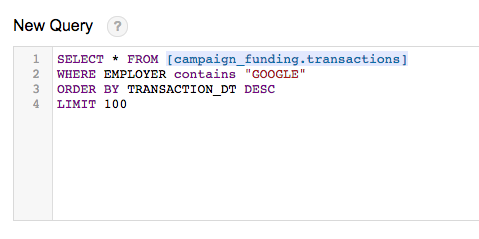 New Query ?
1 SELECT * FROM [campaign_funding.transactions]
2 WHERE EMPLOYER contains "GOOGLE"
3 ORDER BY TRANSACTION_DT DESC
4 LIMIT 100